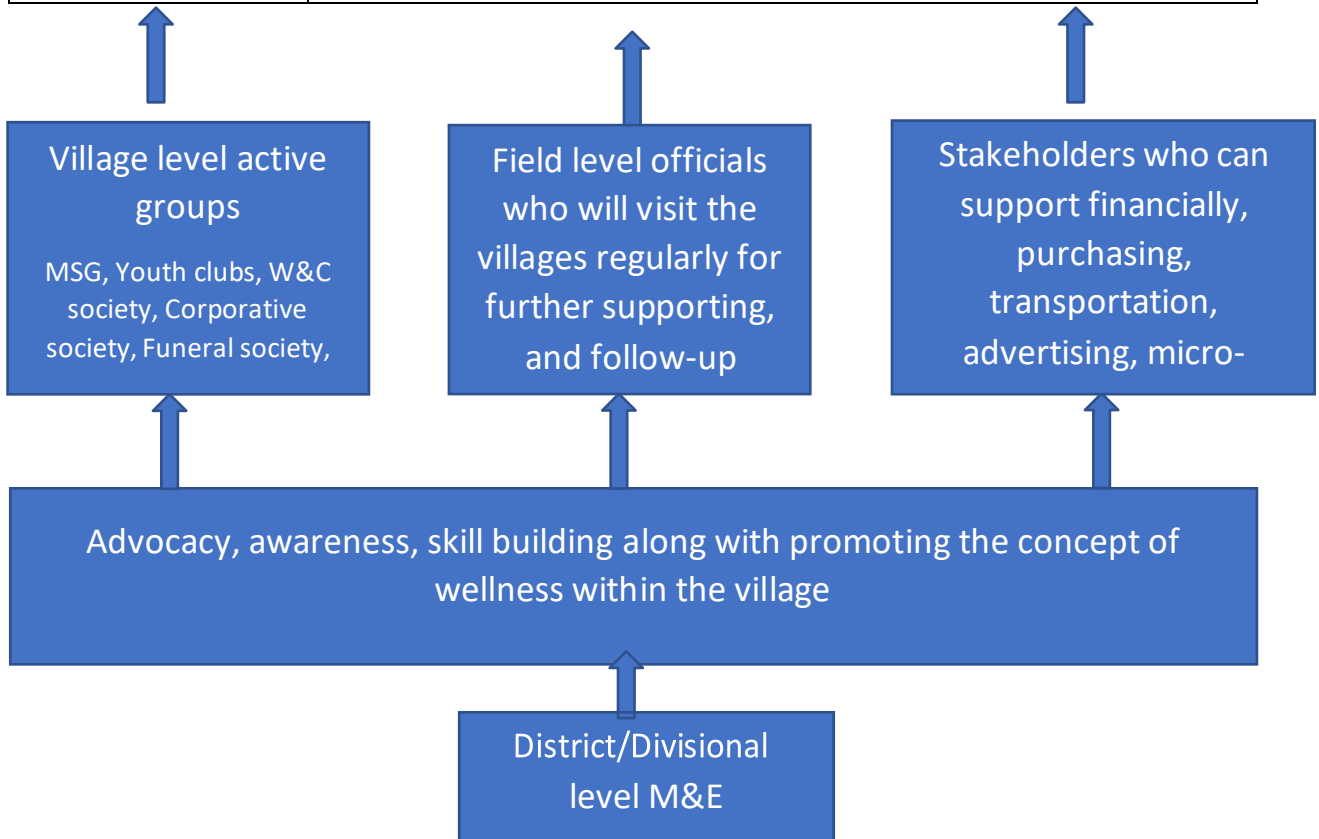 Village level active
groups
MSG, Youth clubs, W&C
society, Corporative
society, Funeral society,
Field level officials
who will visit the
villages regularly for
further supporting,
and follow-up
Stakeholders who can
support financially,
purchasing,
transportation,
advertising, micro-
Advocacy, awareness, skill building along with promoting the concept of
wellness within the village
District/Divisional
level M&E